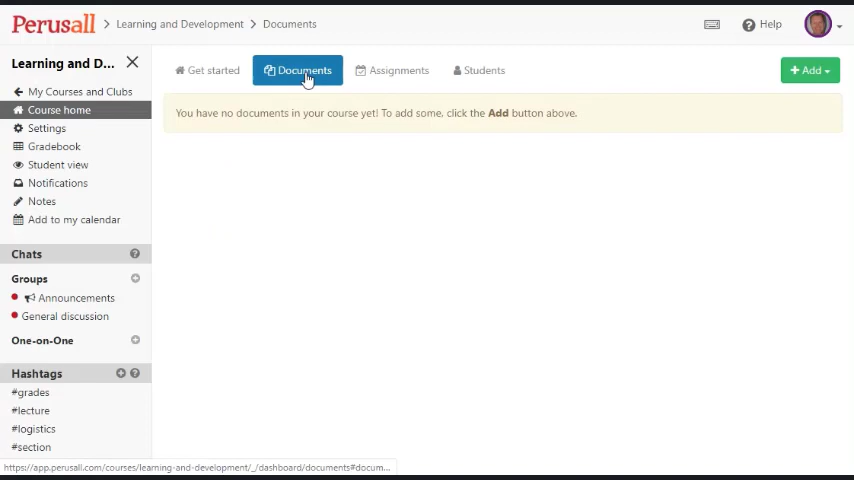 Perusall > Learning and Development > Documents
Help
Learning and D...
Get started
Documents
Assignments
Students
+ Add
My Courses and Clubs
You have no documents in your course yet! To add some, click the Add button above.
Course home
Settings
Gradebook
Student view
Notifications
Notes
Add to my calendar
Chats
Groups
Announcements
General discussion
One-on-One
Hashtags
#grades
#lecture
#logistics
#section
https://app.perusall.com/courses/learning-and-development/_/dashboard/documents#docum...